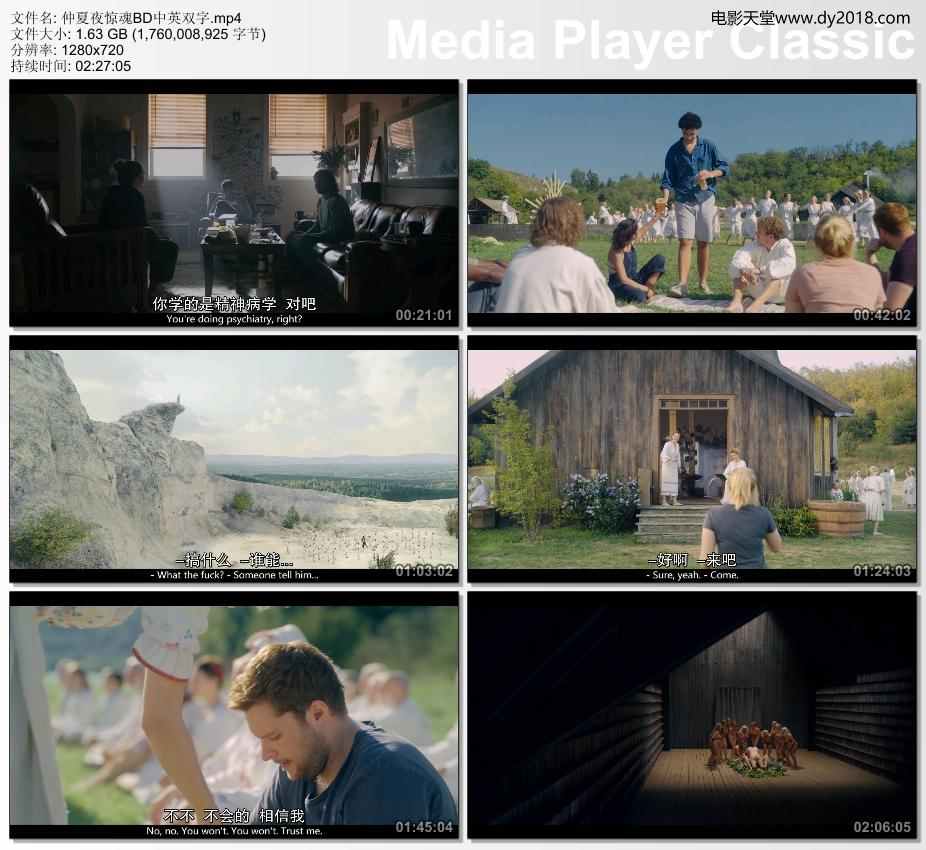 文件名: 仲夏夜惊魂BD中英双字.mp4
文件大小: 1.63 GB (1,760,008,925 字节)
分辨率: 1280x720
持续时间: 02:27:05
电影天堂www.dy2018.com
Media Player Classic
你学的是精神病学 对吧
You're doing psychiatry, right?
00:21:01
00:42:02
–搞什么 –谁能...
- What the fuck? - Someone tell him...
01:03:02
–好啊 –来吧
- Sure, yeah. - Come.
01:24:03
不不 不会的 相信我
No, no. You won't. You won't. Trust me.
01:45:04
02:06:05